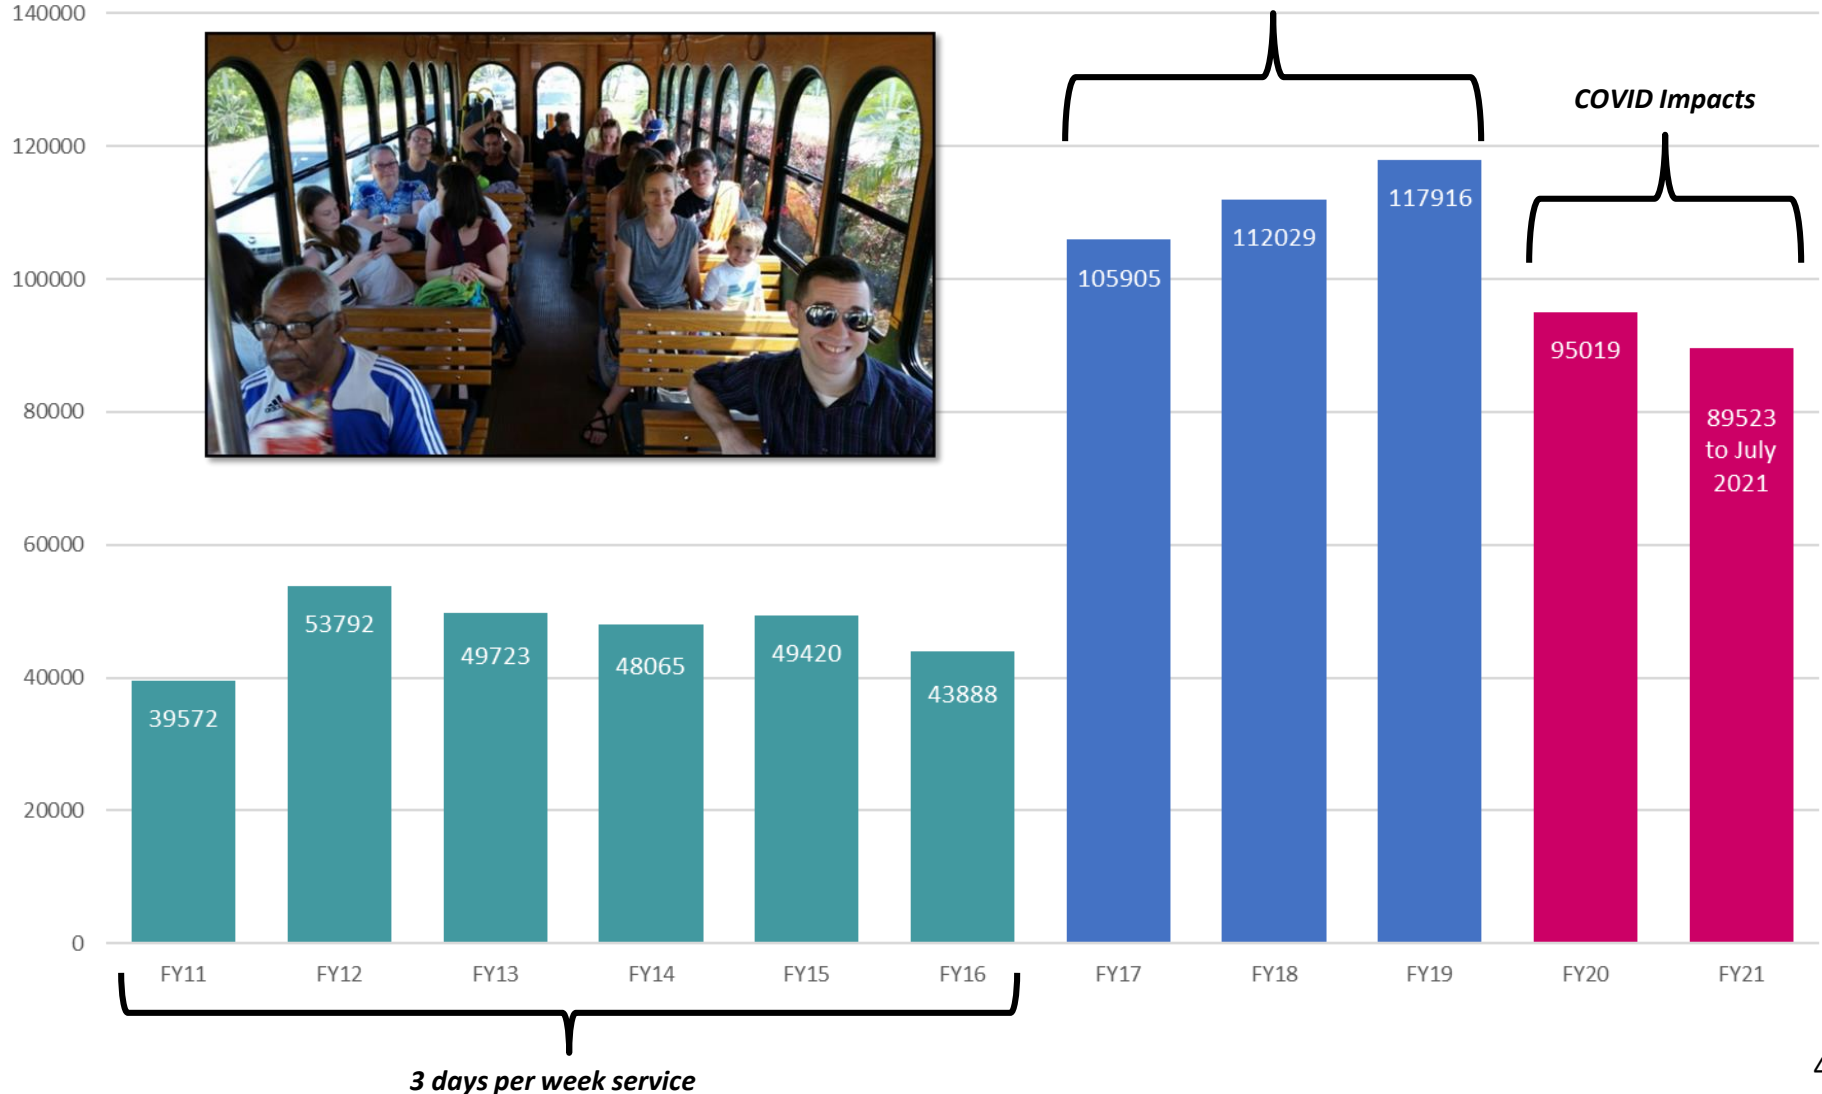 140000
120000
100000
80000
60000
40000
20000
0
COVID Impacts
39572
53792
49723
48065
49420
43888
105905
112029
117916
95019
89523
to July
2021
FY11
FY12
FY13
FY14
FY15
FY16
FY17
FY18
FY19
FY20
FY21
3 days per week service
4